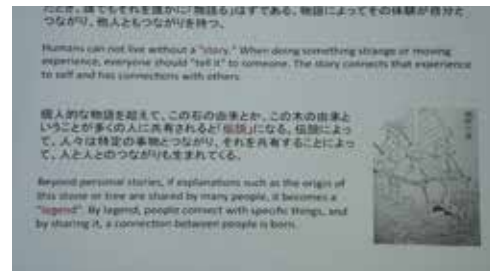 たとき、誰でもそれを誰かに「物語る」はずである。物語によってその体験が自分と
つながり、他人ともつながりを持つ。
Humans can not live without a "story." When doing something strange or moving
experience, everyone should "tell it" to someone. The story connects that experience
to self and has connections with others.
個人的な物語を超えて、この石の由来とか、この木の由来と
いうことが多くの人に共有されると「伝説」になる。伝説によっ
て、人々は特定の事物とつながり、それを共有することによっ
て、人と人とのつながりも生まれてくる。
Beyond personal stories, if explanations such as the origin of
this stone or tree are shared by many people, it becomes a
"legend". By legend, people connect with specific things, and
by sharing it, a connection between people is born.